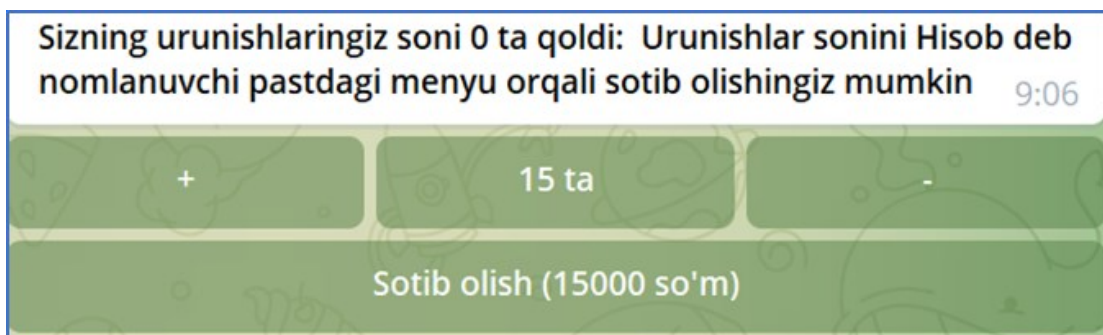 Sizning urunishlaringiz soni 0 ta qoldi:  Urunishlar sonini Hisob deb
nomlanuvchi pastdagi menyu orqali sotib olishingiz mumkin 9:06
+ 15 ta -
Sotib olish (15000 so'm)